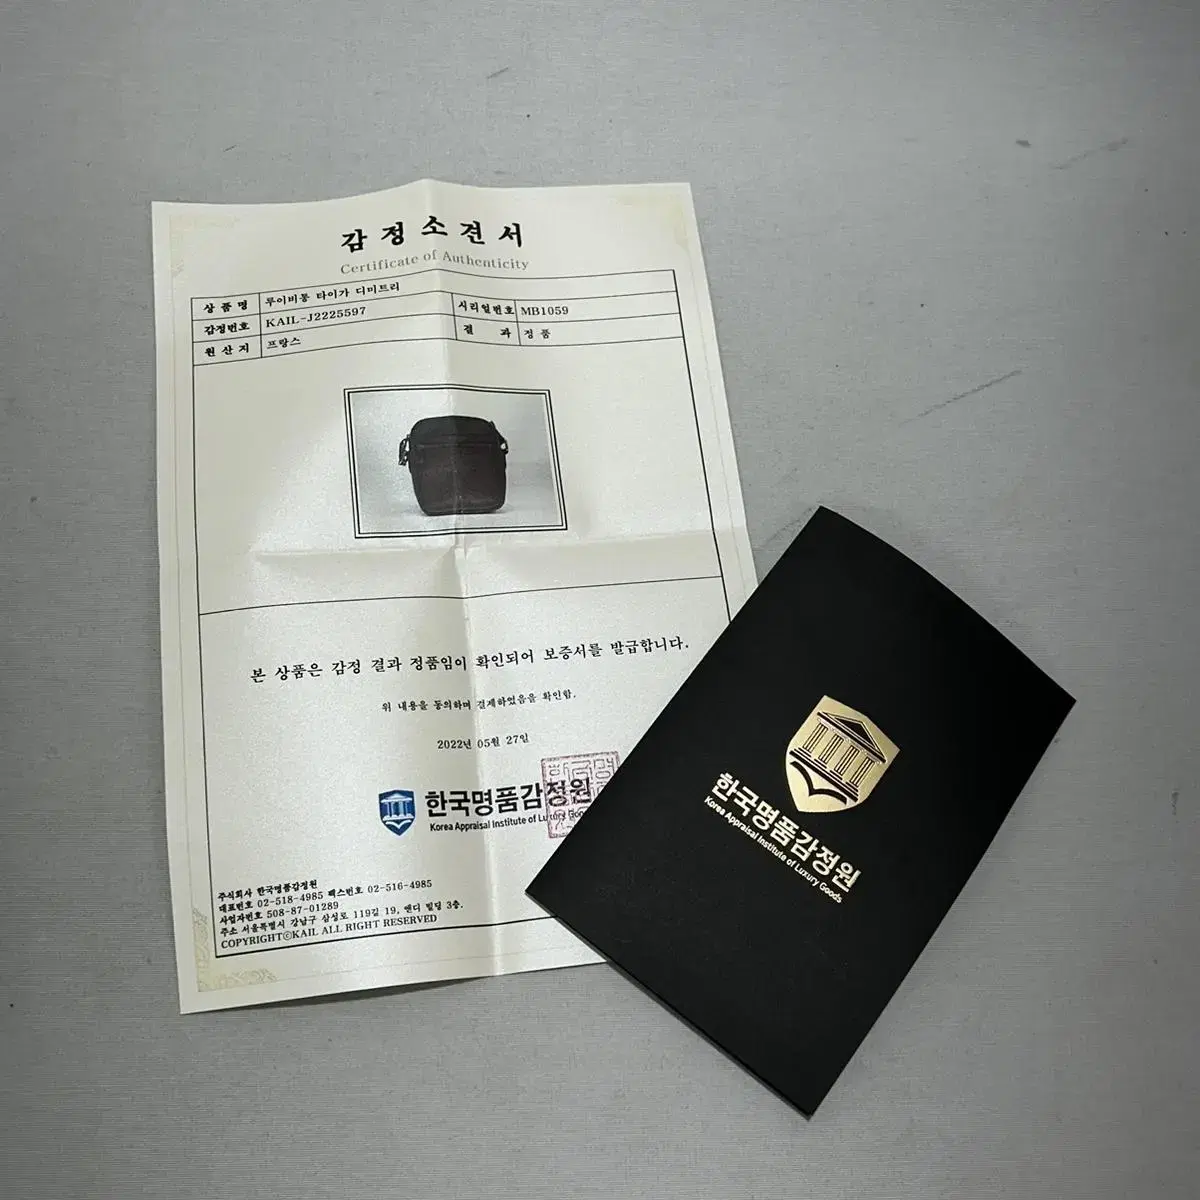 감정소견서
Certificate of Authenticity
상품명 루이비통 타이가 디미트리
감정번호 KAIL-J2225597 시리얼번호 MB1059
원산지 프랑스 결과 정품
본 상품은 감정 결과 정품임이 확인되어 보증서를 발급합니다.
위 내용을 동의하며 결제하였음을 확인함.
2022년 05월 27일
한국명품감정원
Korea Appraisal Institute of Luxury Goods
주식회사 한국명품감정원
대표번호 02-518-4985 팩스번호 02-516-4985
사업자번호 508-87-01289
주소 서울특별시 강남구 삼성로 119길 19, 앤디 빌딩 3층.
COPYRIGHTⓒKAIL ALL RIGHT RESERVED
한국명품감정원
Korea Appraisal Institute of Luxury Goods